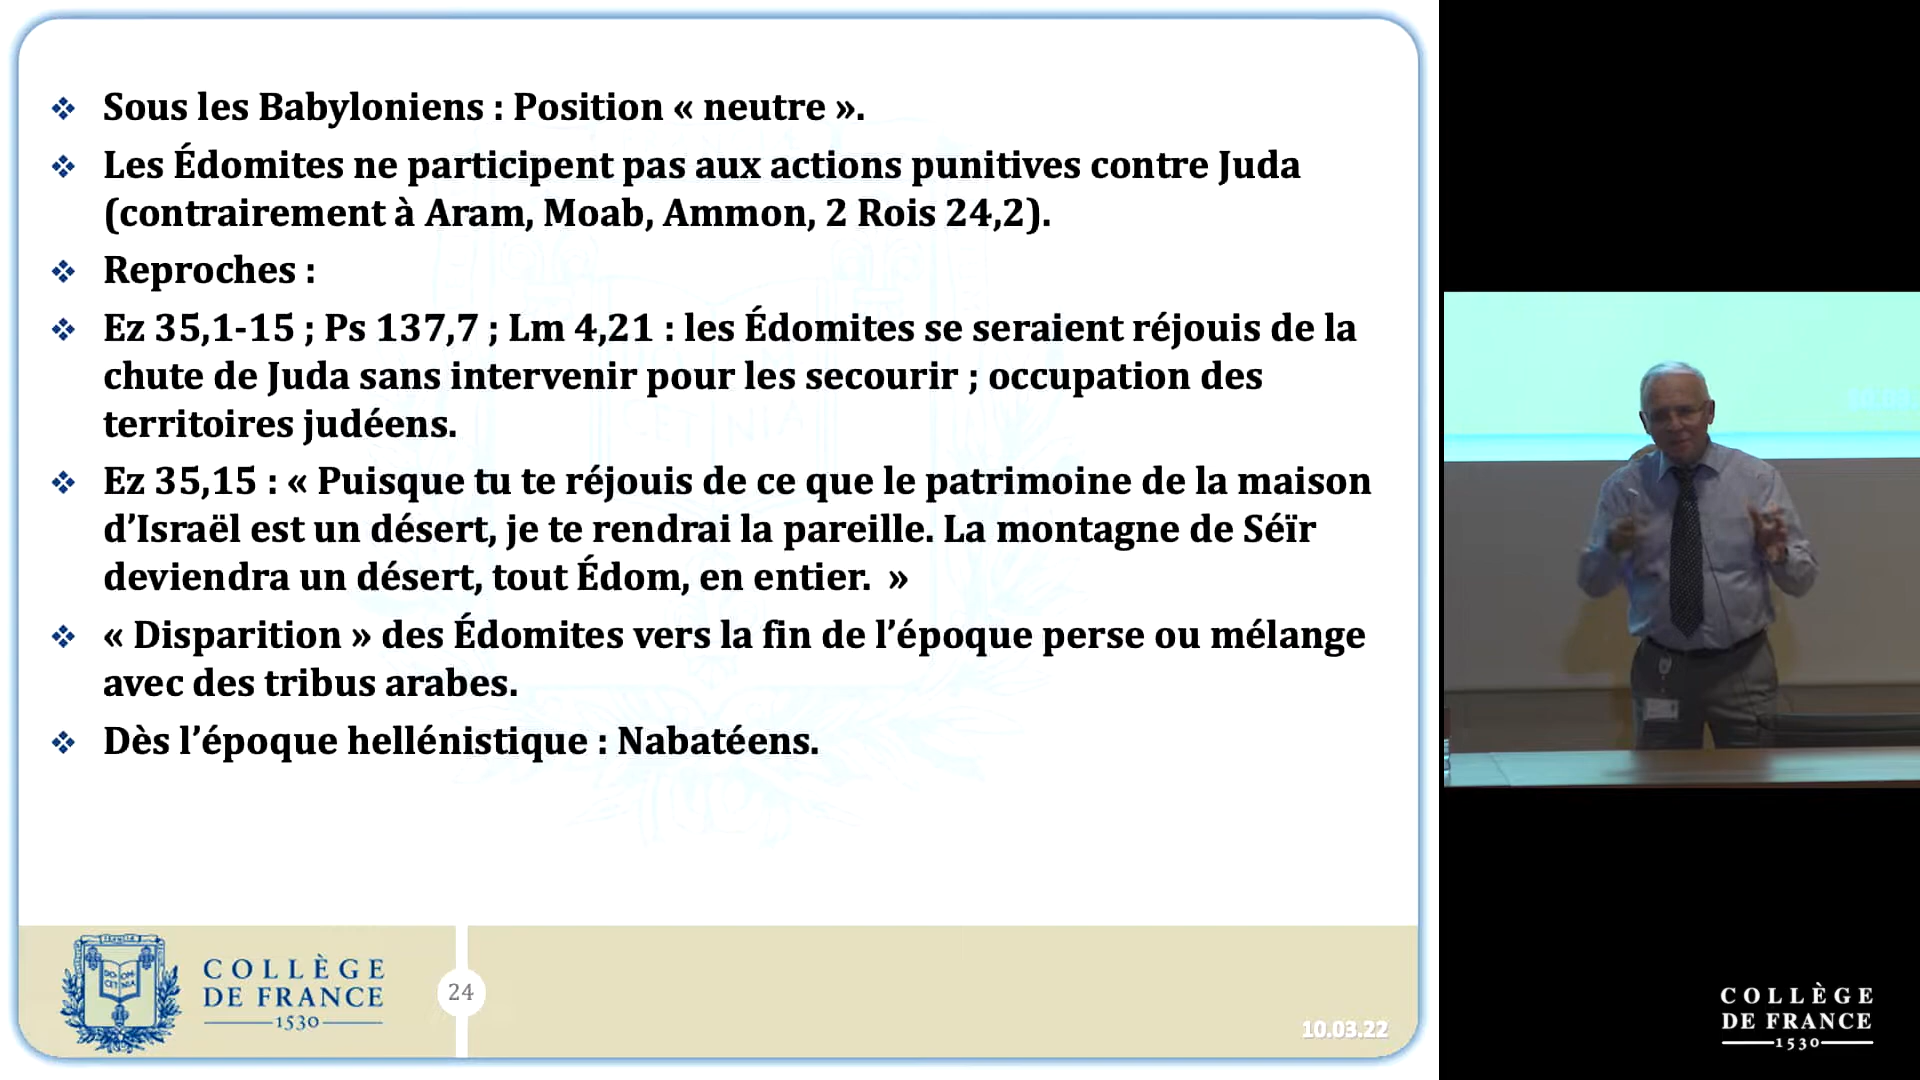 Sous les Babyloniens : Position « neutre ».
Les Édomites ne participent pas aux actions punitives contre Juda
(contrairement à Aram, Moab, Ammon, 2 Rois 24,2).
Reproches :
Ez 35,1-15 ; Ps 137,7 ; Lm 4,21 : les Édomites se seraient réjouis de la
chute de Juda sans intervenir pour les secourir ; occupation des
territoires judéens.
Ez 35,15 : « Puisque tu te réjouis de ce que le patrimoine de la maison
d’Israël est un désert, je te rendrai la pareille. La montagne de Séïr
deviendra un désert, tout Édom, en entier.  »
« Disparition » des Édomites vers la fin de l’époque perse ou mélange
avec des tribus arabes.
Dès l’époque hellénistique : Nabatéens.
COLLÈGE
DE FRANCE
1530
24
10.03.22
COLLÈGE
DE FRANCE
1530